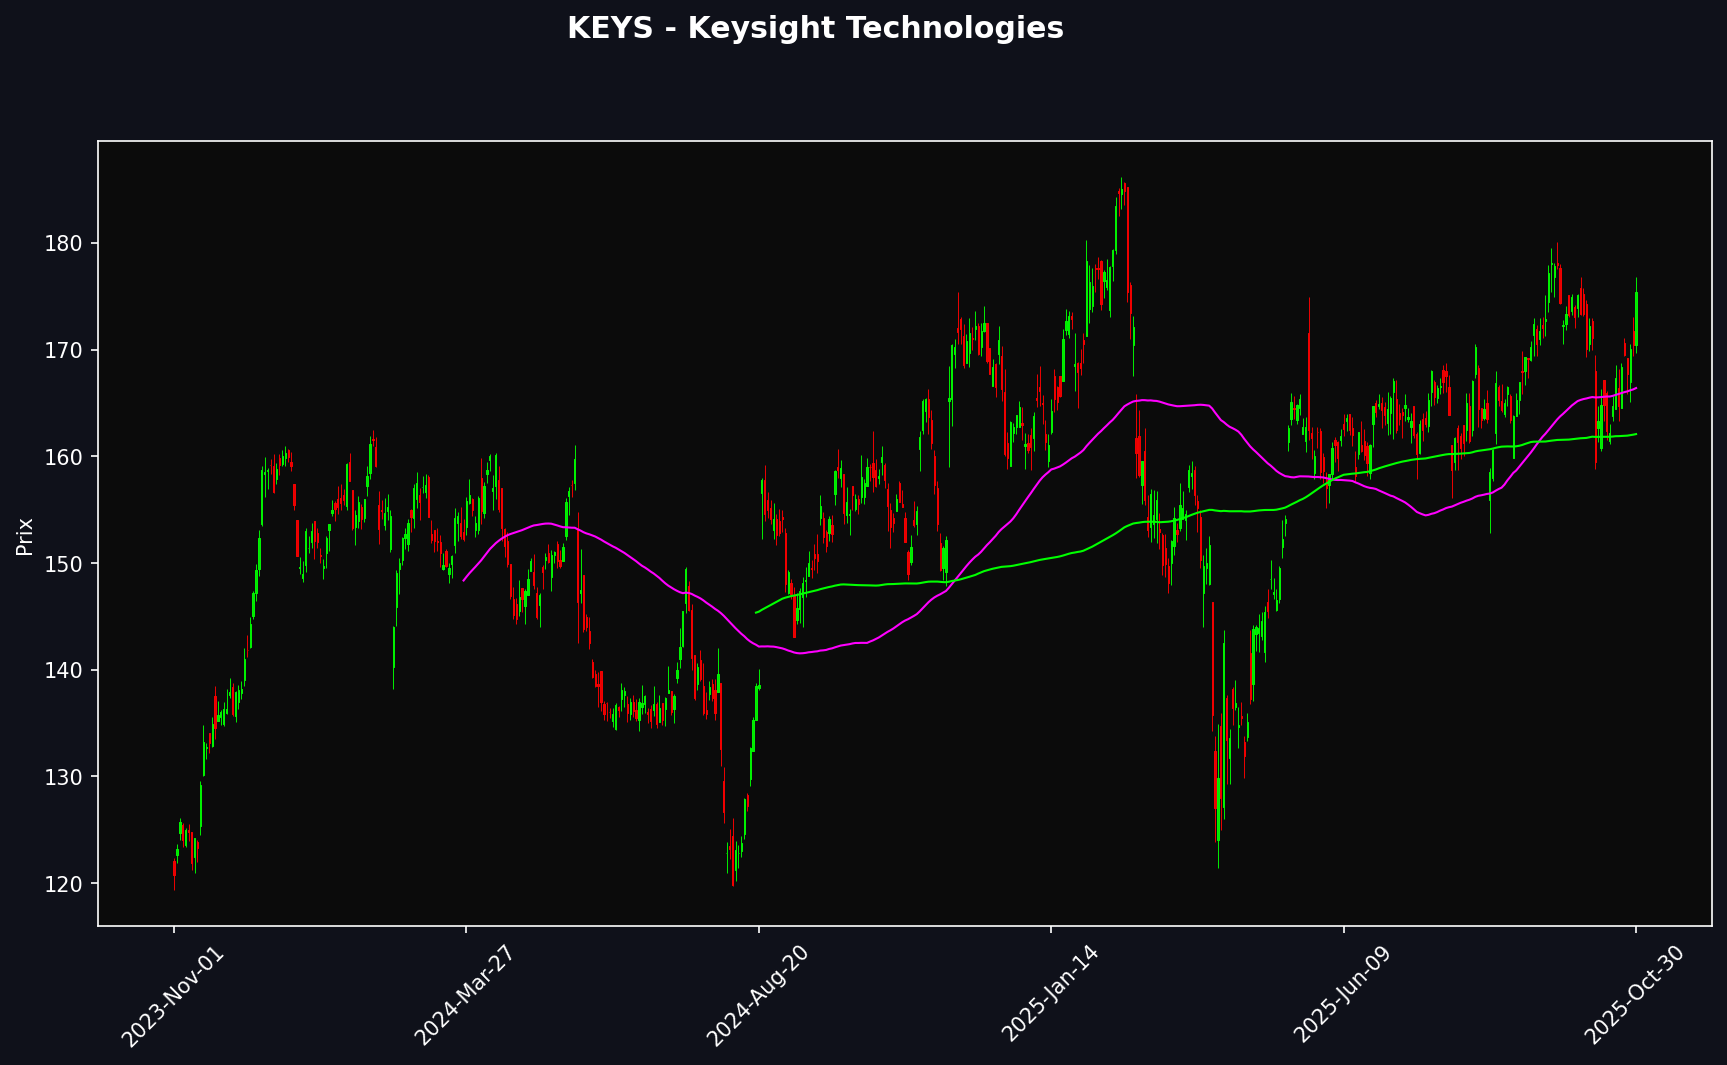 KEYS - Keysight Technologies
Prix
180
170
160
150
140
130
120
2023-Nov-01
2024-Mar-27
2024-Aug-20
2025-Jan-14
2025-Jun-09
2025-Oct-30